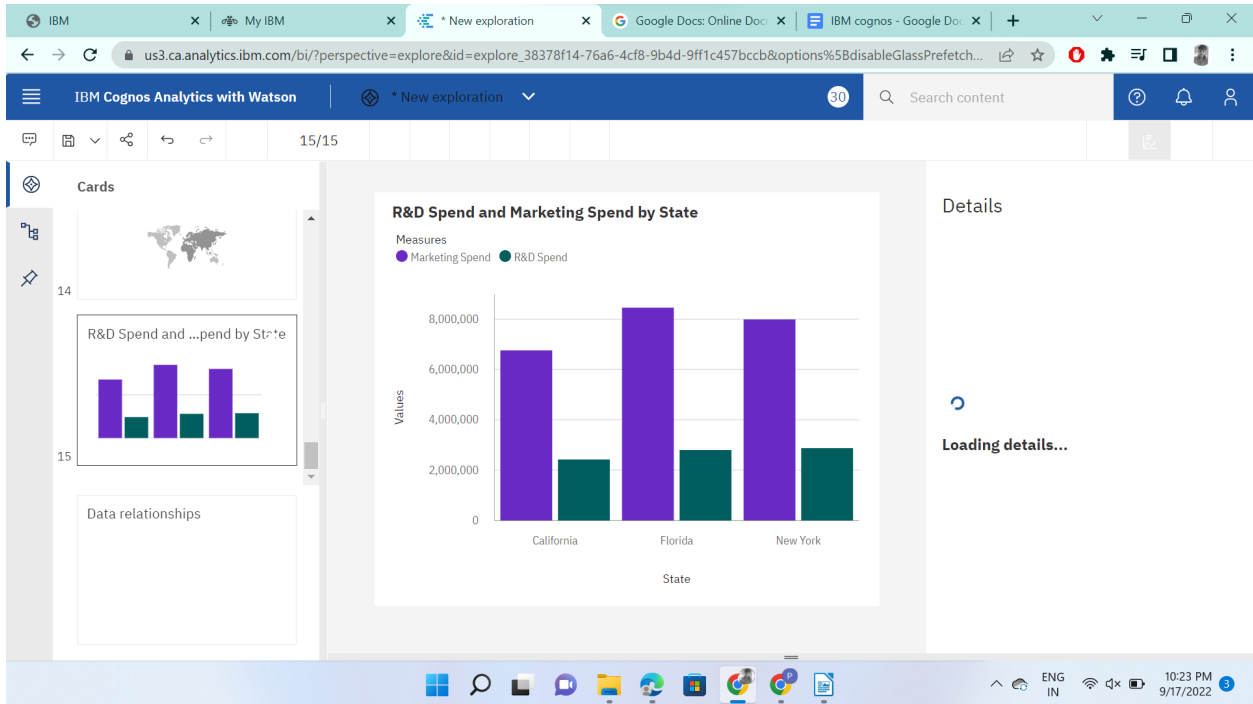 IBM
My IBM
* New exploration
Google Docs: Online Doc
IBM cognos - Google Doc
us3.ca.analytics.ibm.com/bi/?perspective=explore&id=explore_38378f14-76a6-4cf8-9b4d-9ff1c457bccb&options%5BdisableGlassPrefetch...
IBM Cognos Analytics with Watson
* New exploration
30
Search content
15/15
Cards
14
R&D Spend and ...pend by State
15
Data relationships
R&D Spend and Marketing Spend by State
Measures
Marketing Spend R&D Spend
Values
8,000,000
6,000,000
4,000,000
2,000,000
0
California Florida New York
State
Details
Loading details...
P
ENG
IN
10:23 PM
9/17/2022
3